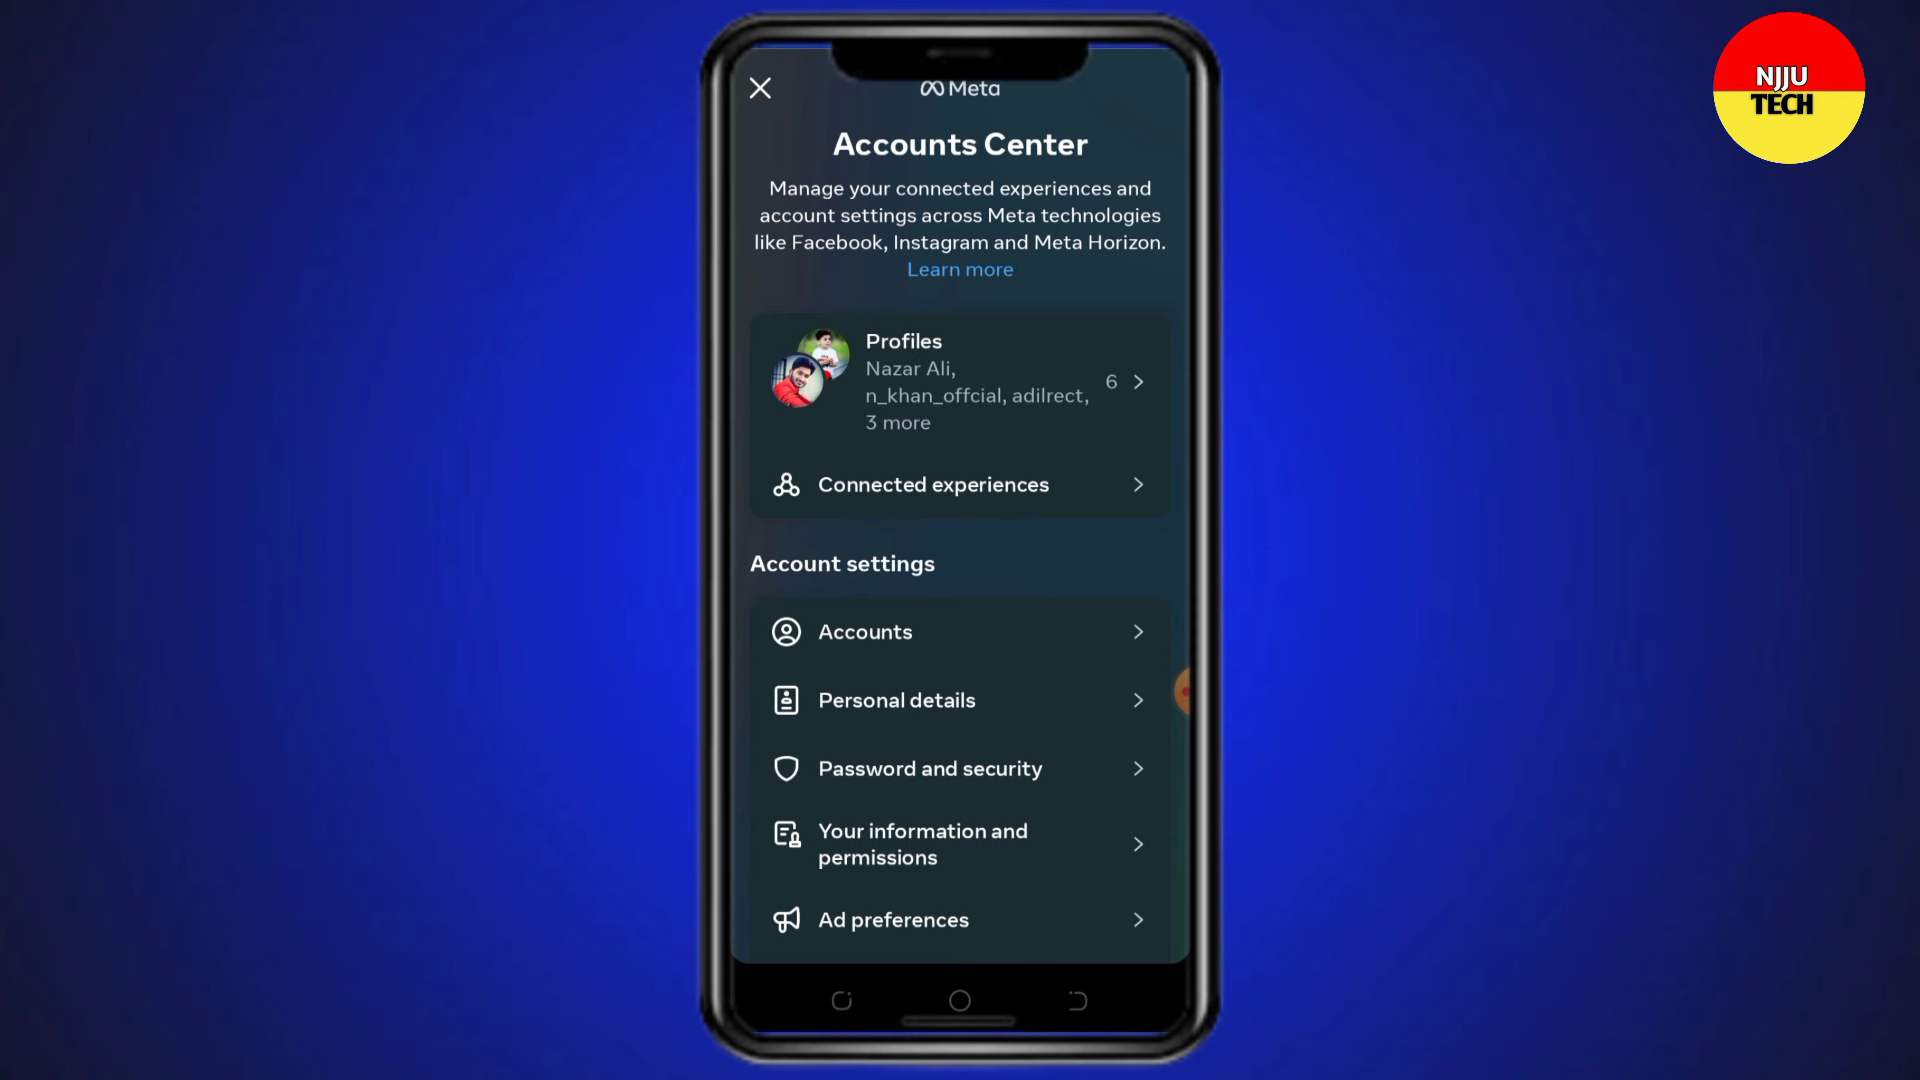 NJJU
TECH
Meta
Accounts Center
Manage your connected experiences and
account settings across Meta technologies
like Facebook, Instagram and Meta Horizon.
Learn more
Profiles
Nazar Ali,
n_khan_offcial, adilrect,
3 more
6
Connected experiences
Account settings
Accounts
Personal details
Password and security
Your information and
permissions
Ad preferences